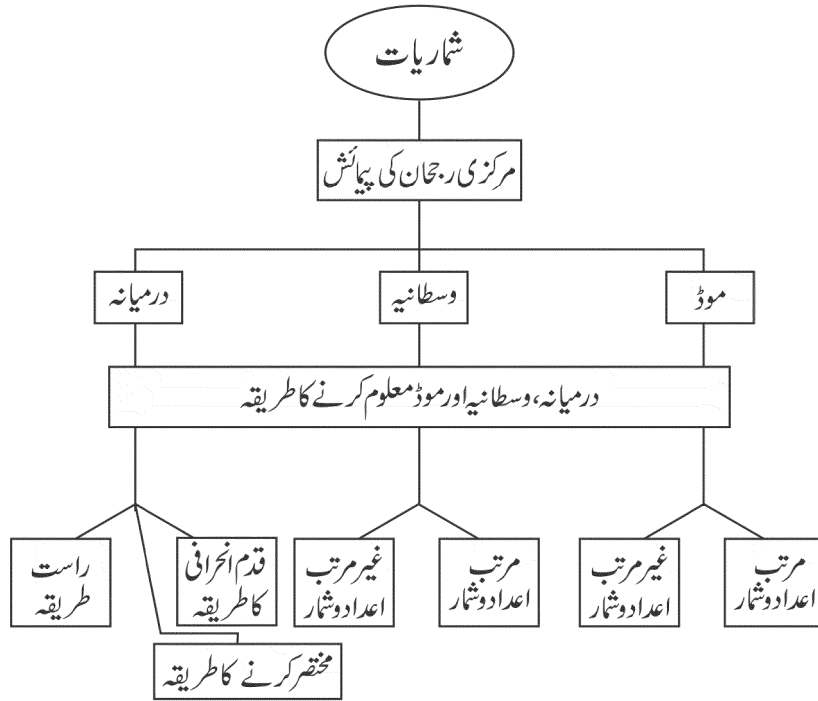 شماریات
مرکزی رجحان کی پیمائش
موڈ
وسطانیہ
درمیانہ
درمیانہ، وسطانیہ اور موڈ معلوم کرنے کا طریقہ
مرتب
اعداد و شمار
غیر مرتب
اعداد و شمار
مرتب
اعداد و شمار
غیر مرتب
اعداد و شمار
قدم انحرافی
کا طریقہ
راست
طریقہ
مختصر کرنے کا طریقہ